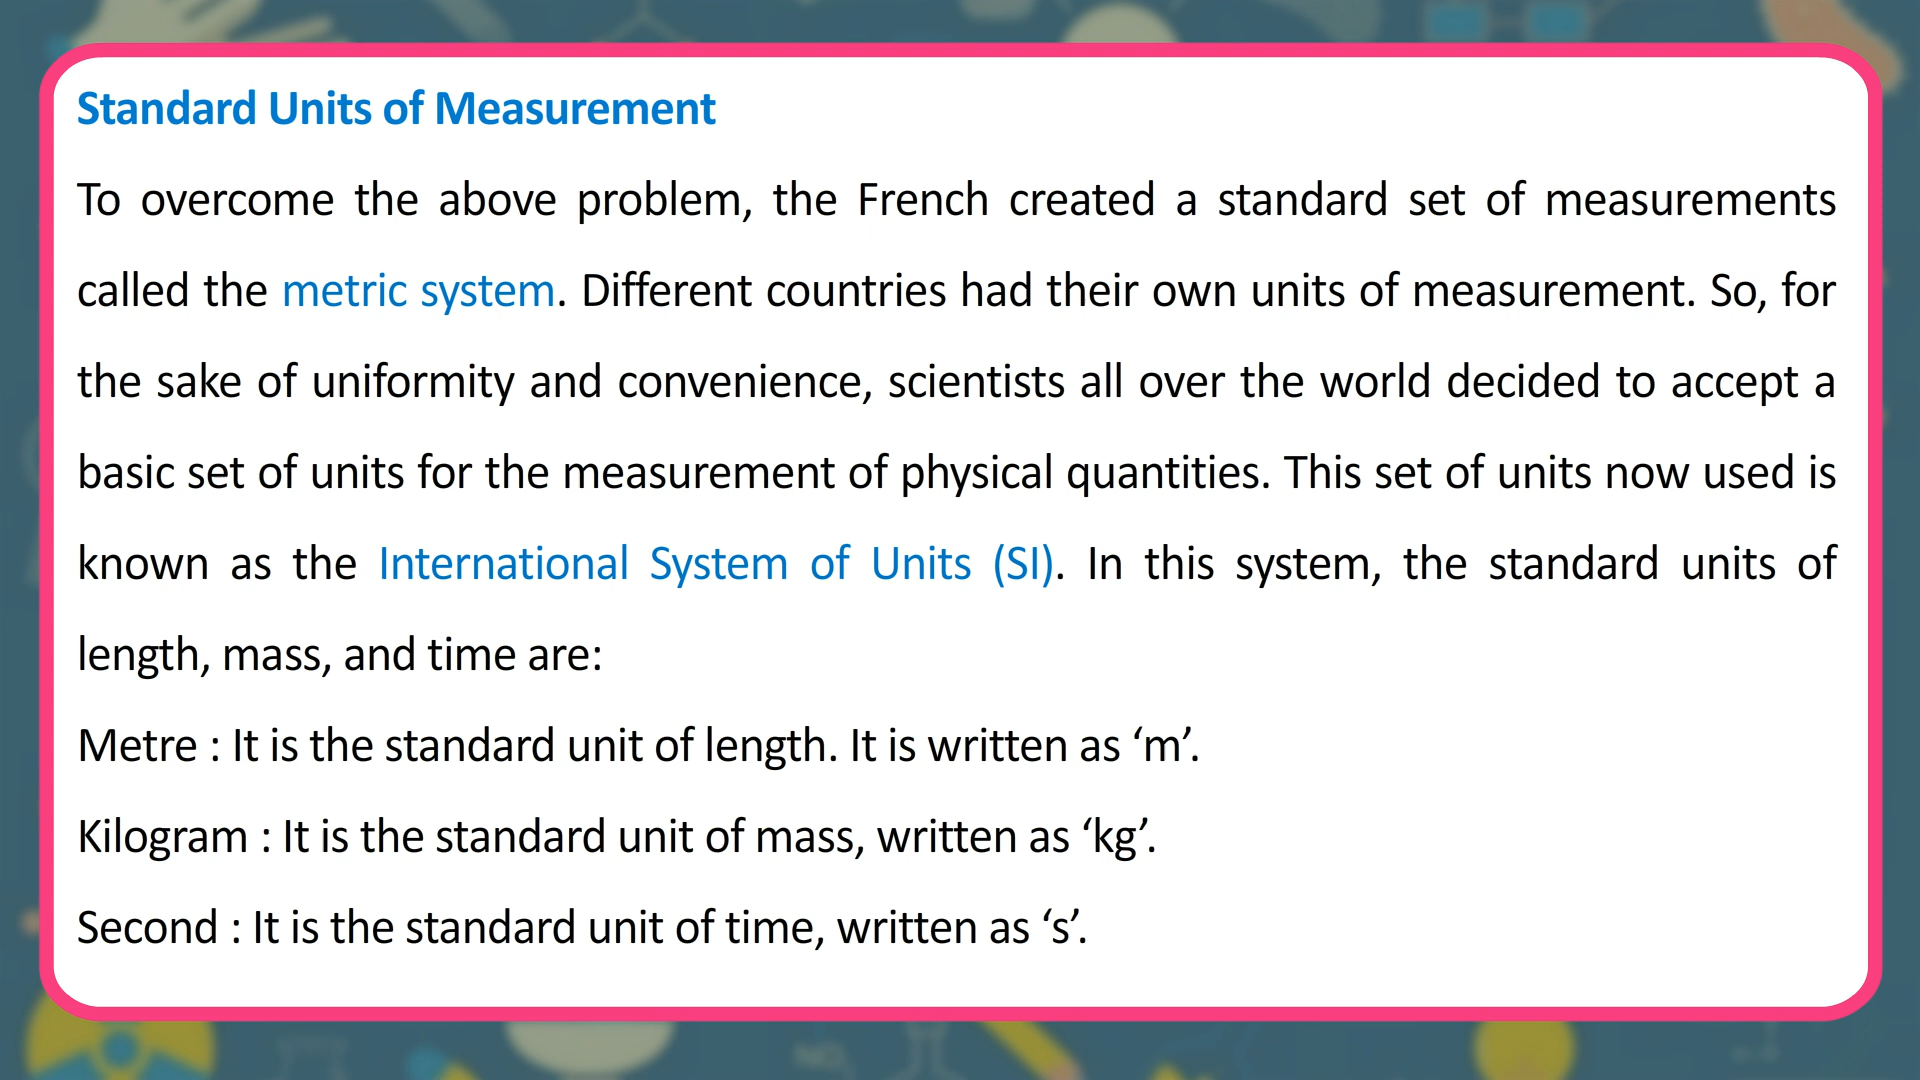 Standard Units of Measurement
To overcome the above problem, the French created a standard set of measurements
called the metric system. Different countries had their own units of measurement. So, for
the sake of uniformity and convenience, scientists all over the world decided to accept a
basic set of units for the measurement of physical quantities. This set of units now used is
known as the International System of Units (SI). In this system, the standard units of
length, mass, and time are:
Metre : It is the standard unit of length. It is written as ‘m’.
Kilogram : It is the standard unit of mass, written as ‘kg’.
Second : It is the standard unit of time, written as ‘s’.